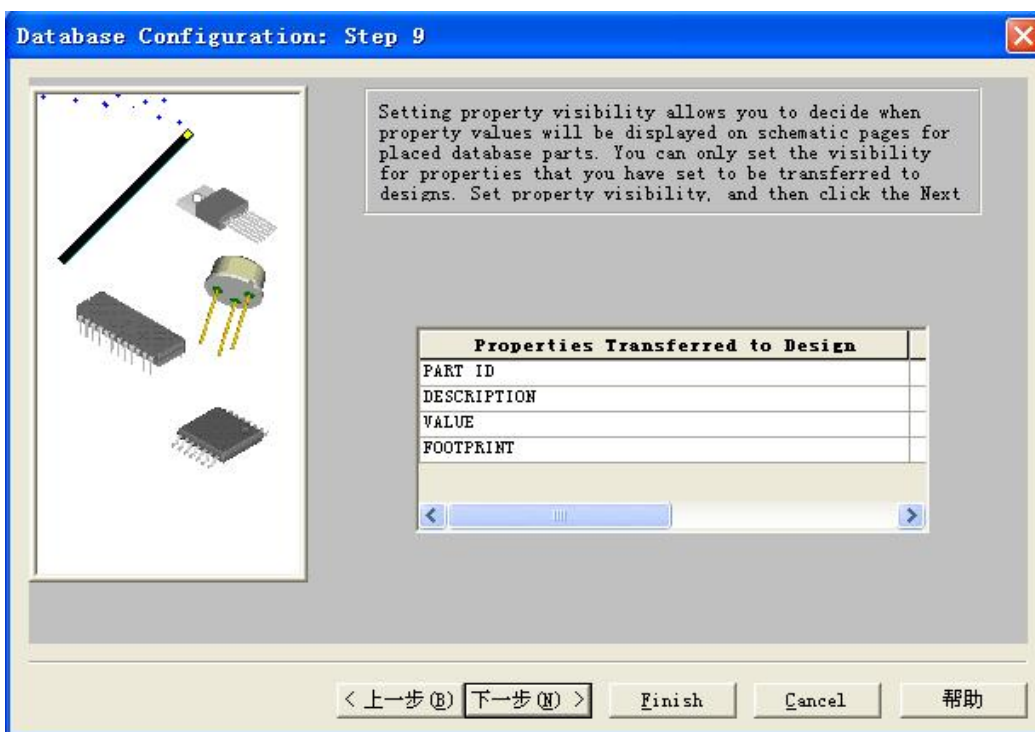 Database Configuration: Step 9
Setting property visibility allows you to decide when
property values will be displayed on schematic pages for
placed database parts. You can only set the visibility
for properties that you have set to be transferred to
designs. Set property visibility, and then click the Next
Properties Transferred to Design
PART ID
DESCRIPTION
VALUE
FOOTPRINT
< 上一步(B) 下一步(N) > Finish Cancel 帮助